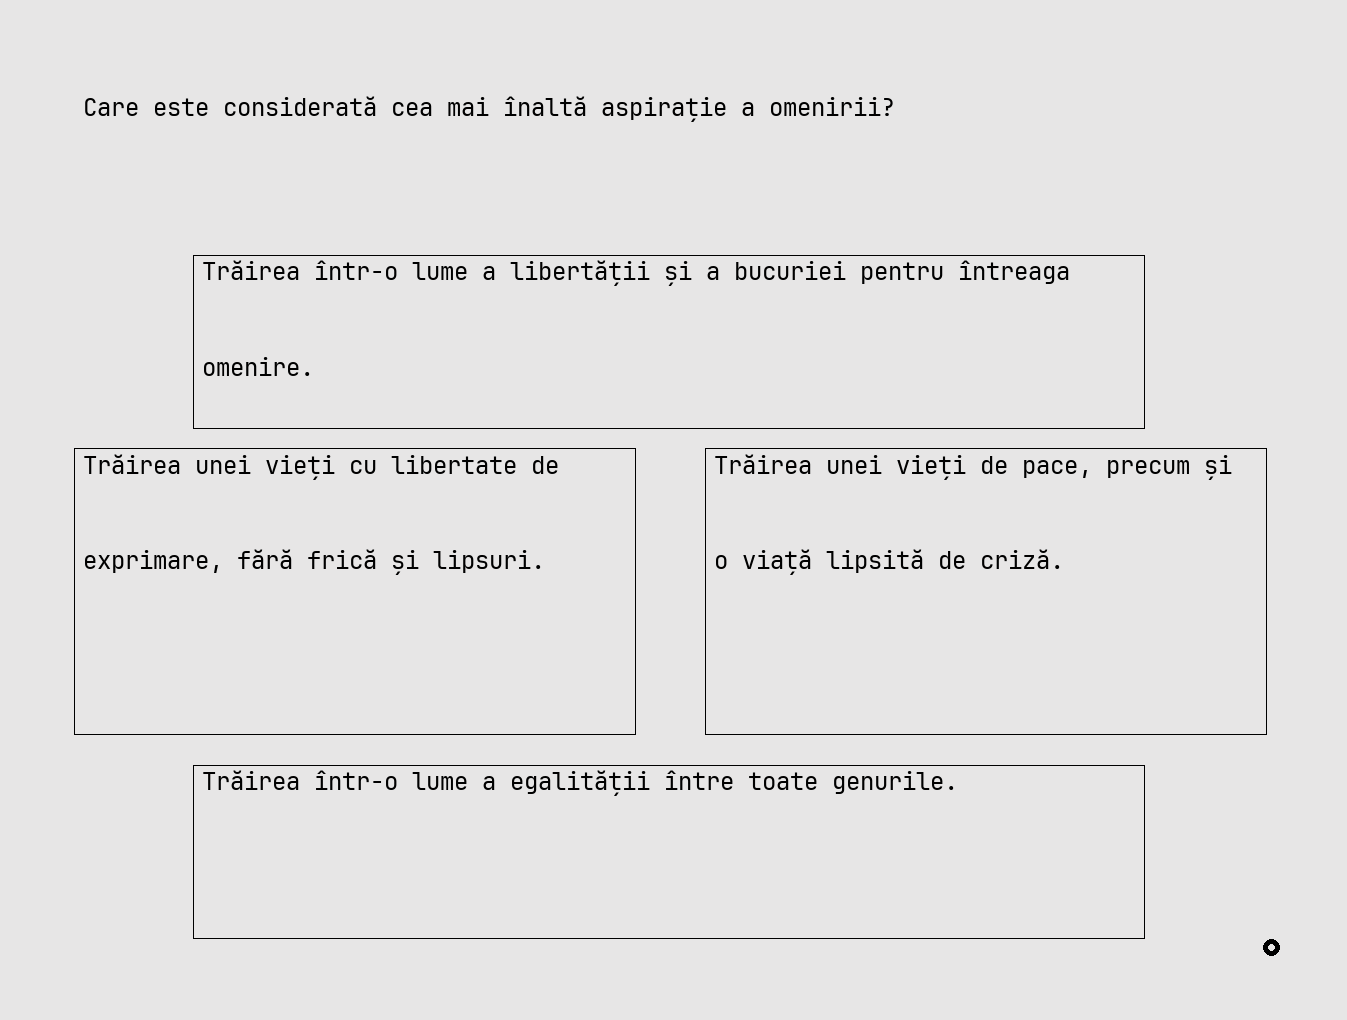 Care este considerată cea mai înaltă aspirație a omenirii?
Trăirea într-o lume a libertății și a bucuriei pentru întreaga
omenire.
Trăirea unei vieți cu libertate de
exprimare, fără frică și lipsuri.
Trăirea unei vieți de pace, precum și
o viață lipsită de criză.
Trăirea într-o lume a egalității între toate genurile.